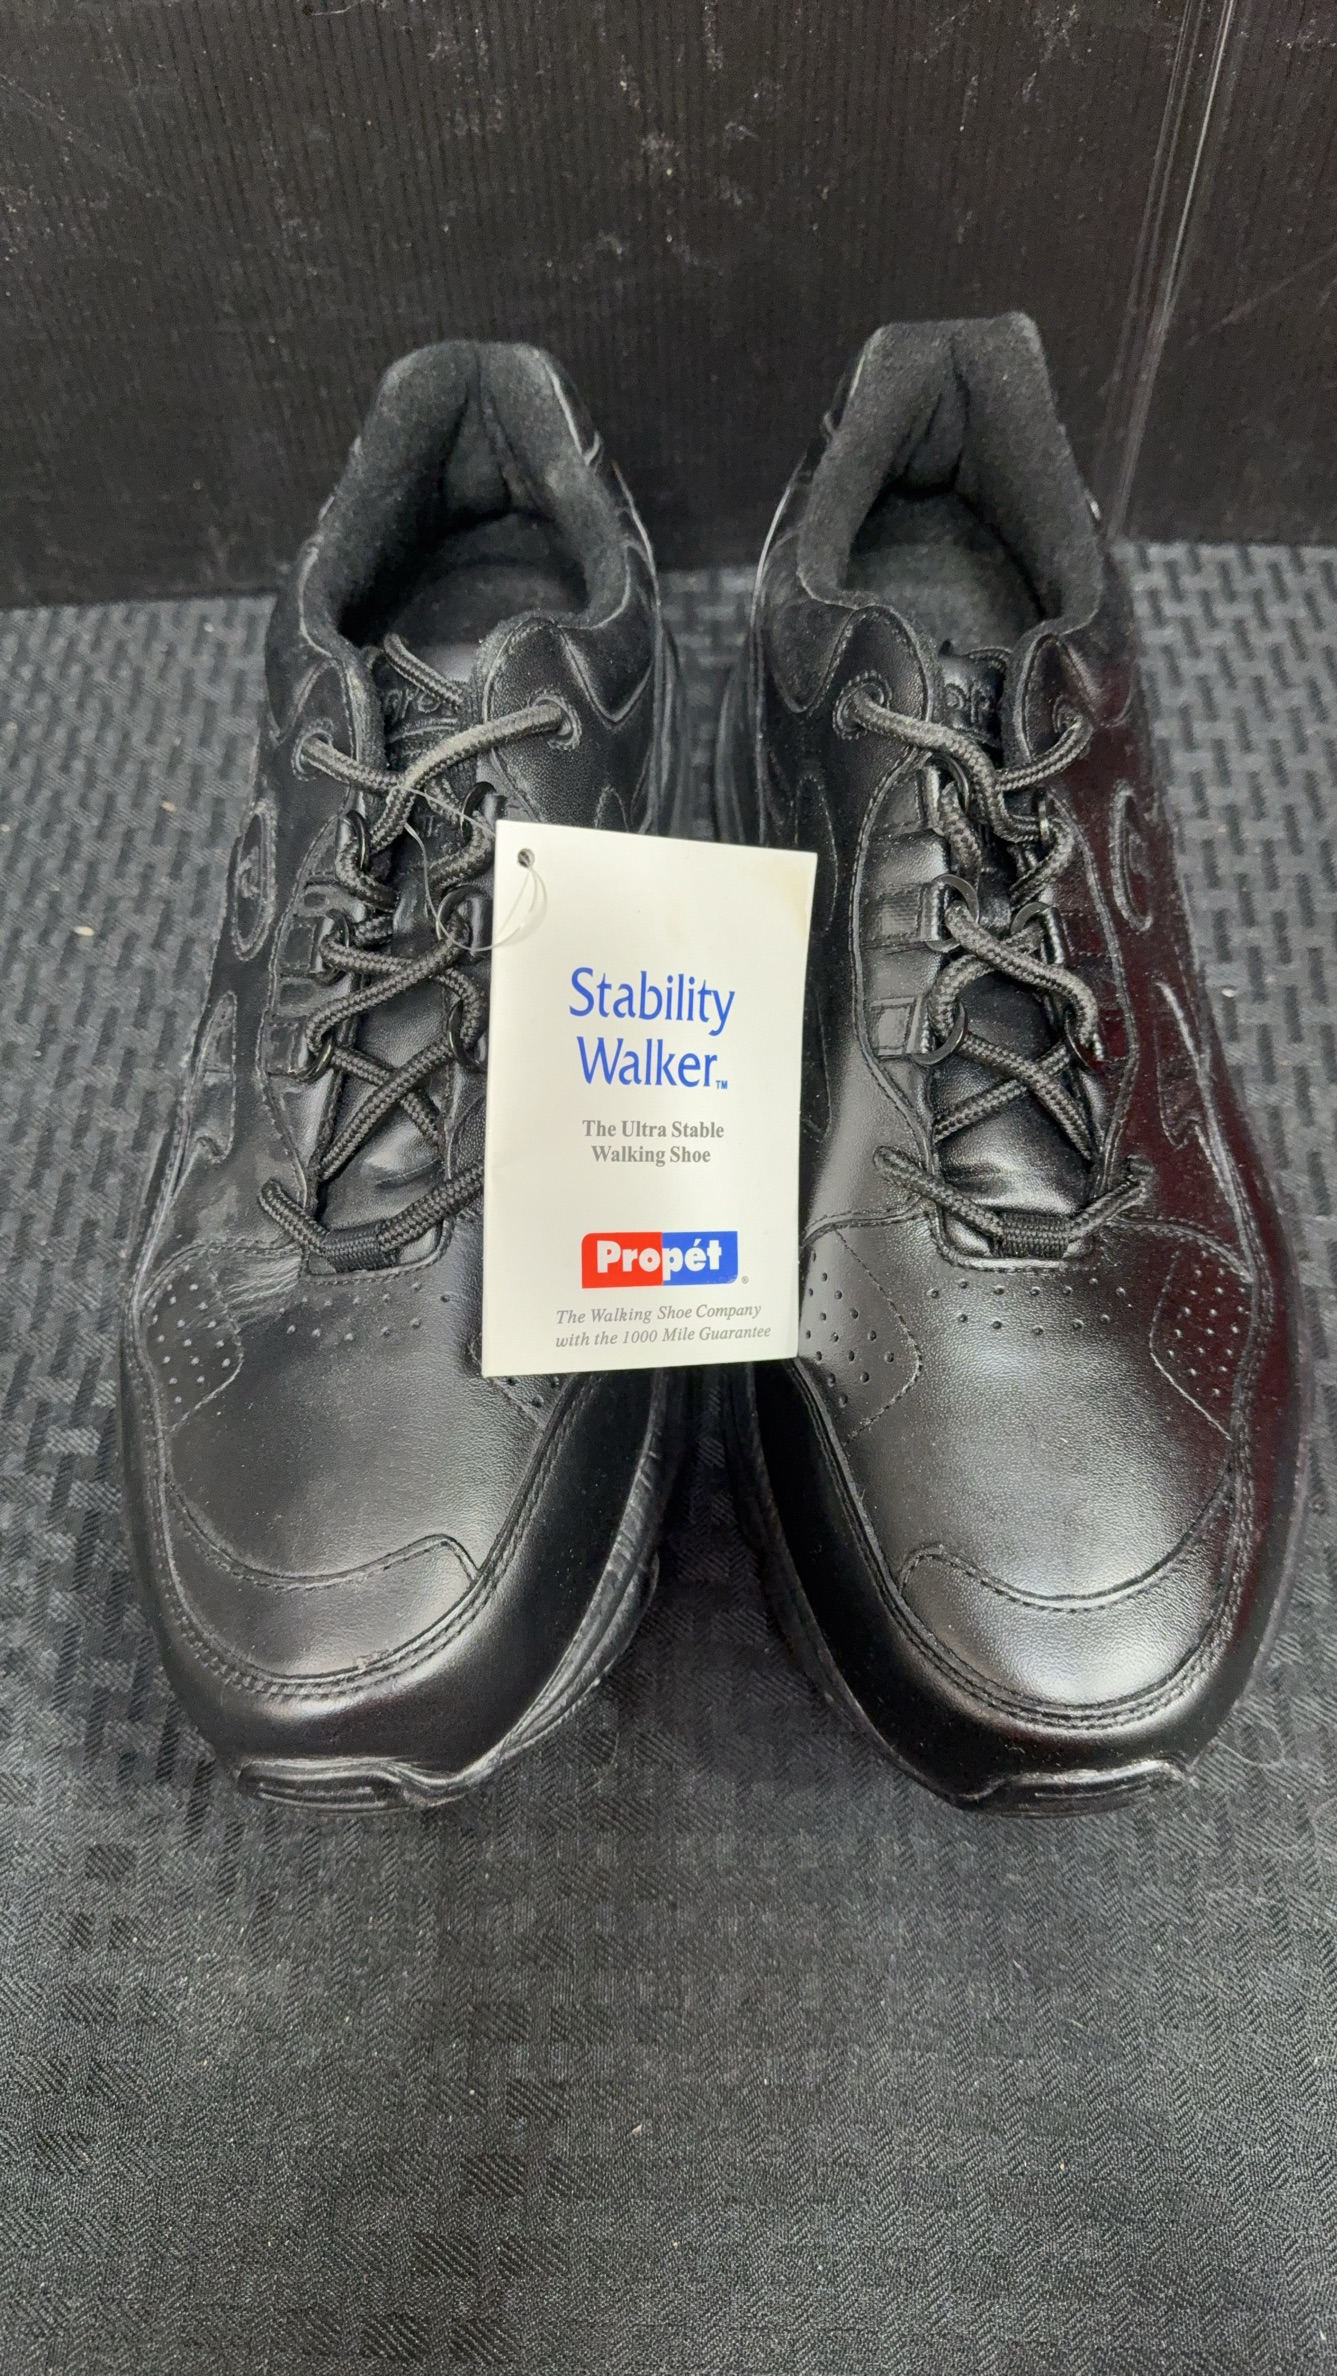 Stability
Walker™
The Ultra Stable
Walking Shoe
Propét®
The Walking Shoe Company
with the 1000 Mile Guarantee